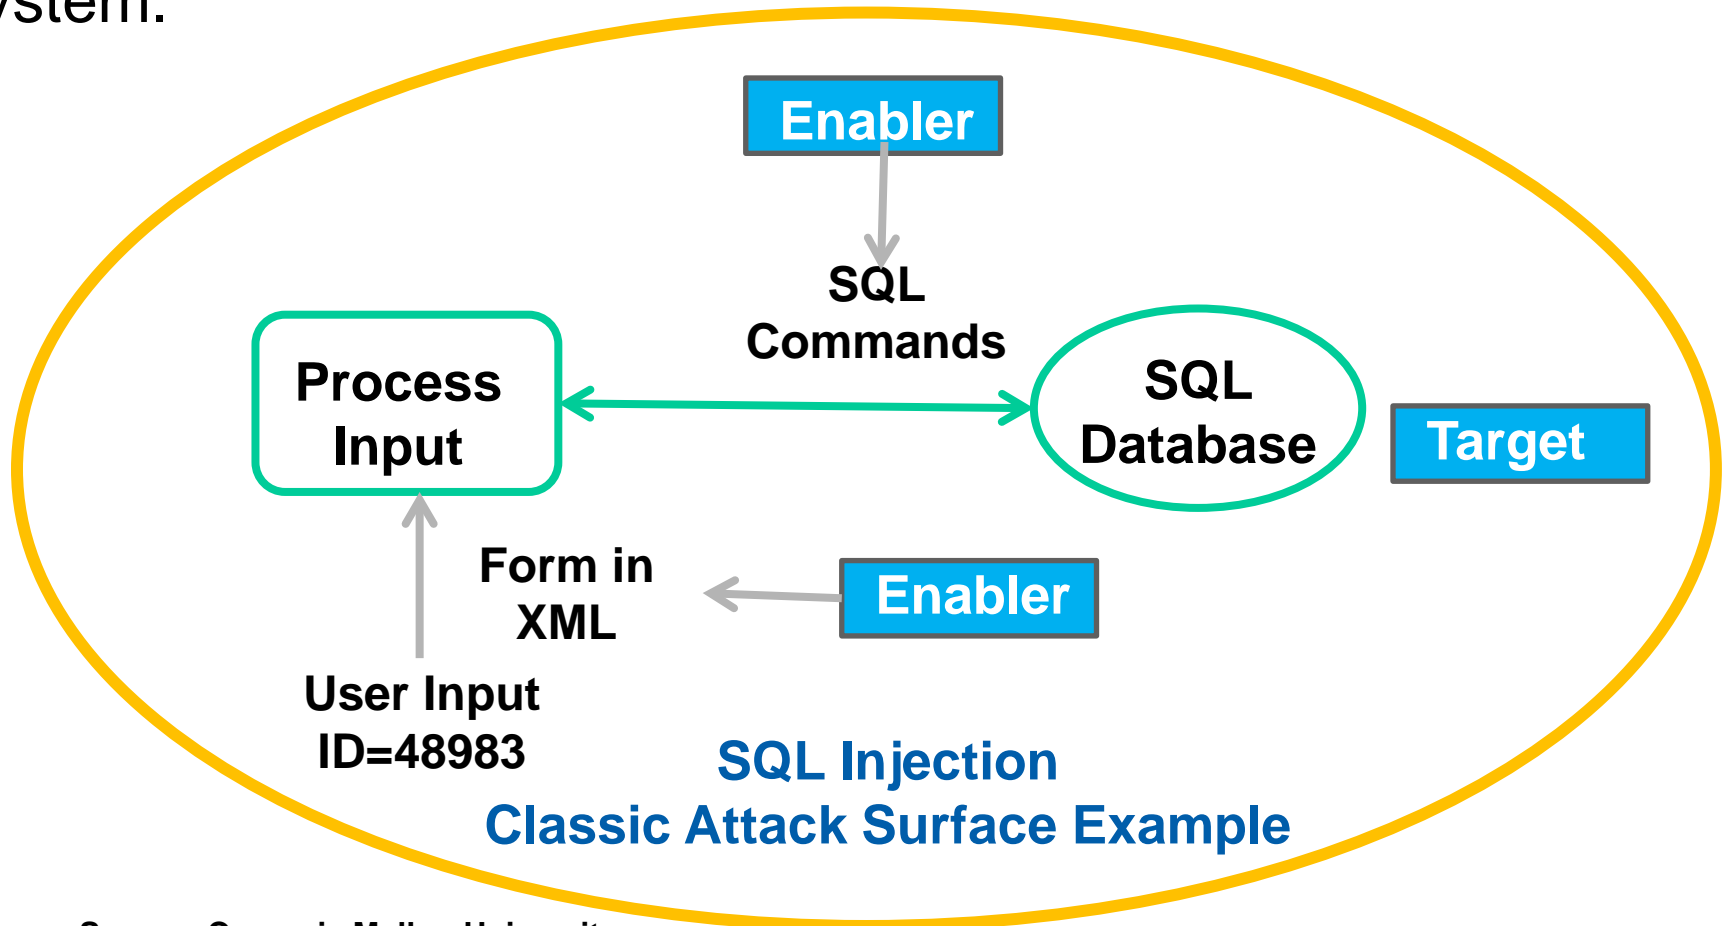 Enabler
SQL
Commands
Process
Input
SQL
Database
Target
Form in
XML
Enabler
User Input
ID=48983
SQL Injection
Classic Attack Surface Example